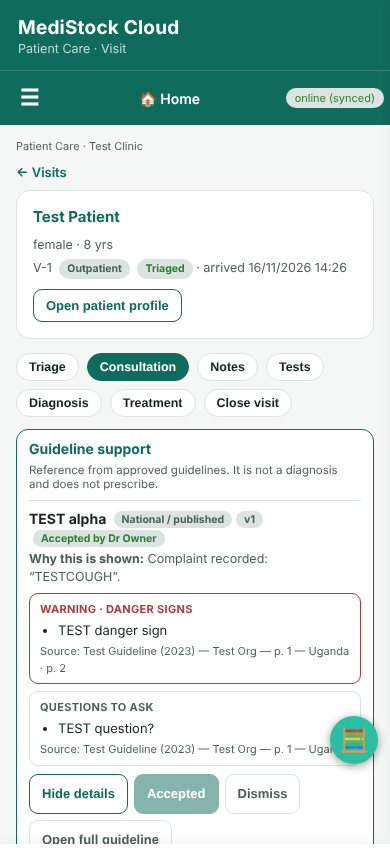 MediStock Cloud
Patient Care · Visit
☰ 🏠 Home online (synced)
Patient Care · Test Clinic
← Visits
Test Patient
female · 8 yrs
V-1 Outpatient Triaged · arrived 16/11/2026 14:26
Open patient profile
Triage Consultation Notes Tests
Diagnosis Treatment Close visit
Guideline support
Reference from approved guidelines. It is not a diagnosis
and does not prescribe.
TEST alpha National / published v1
Accepted by Dr Owner
Why this is shown: Complaint recorded:
“TESTCOUGH”.
WARNING · DANGER SIGNS
• TEST danger sign
Source: Test Guideline (2023) — Test Org — p. 1 — Uganda
· p. 2
QUESTIONS TO ASK
• TEST question?
Source: Test Guideline (2023) — Test Org — p. 1 —
Hide details Accepted Dismiss
Open full guideline